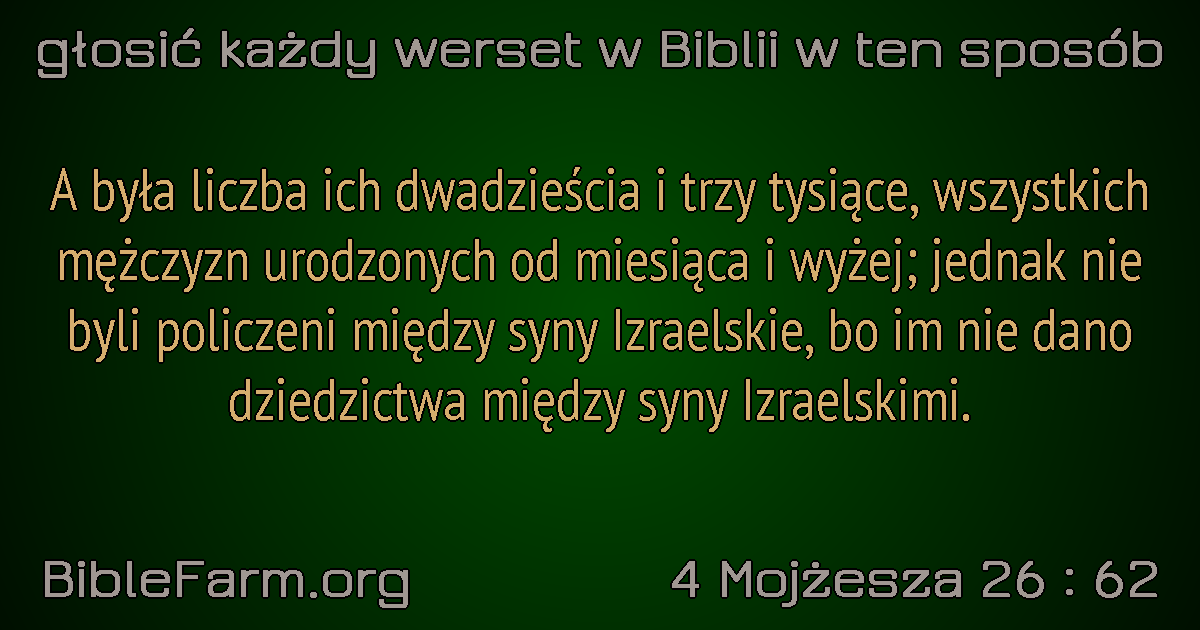 głosić każdy werset w Biblii w ten sposób
A była liczba ich dwadzieścia i trzy tysiące, wszystkich
mężczyzn urodzonych od miesiąca i wyżej; jednak nie
byli policzeni między syny Izraelskie, bo im nie dano
dziedzictwa między syny Izraelskimi.
BibleFarm.org
4 Mojżesza 26 : 62